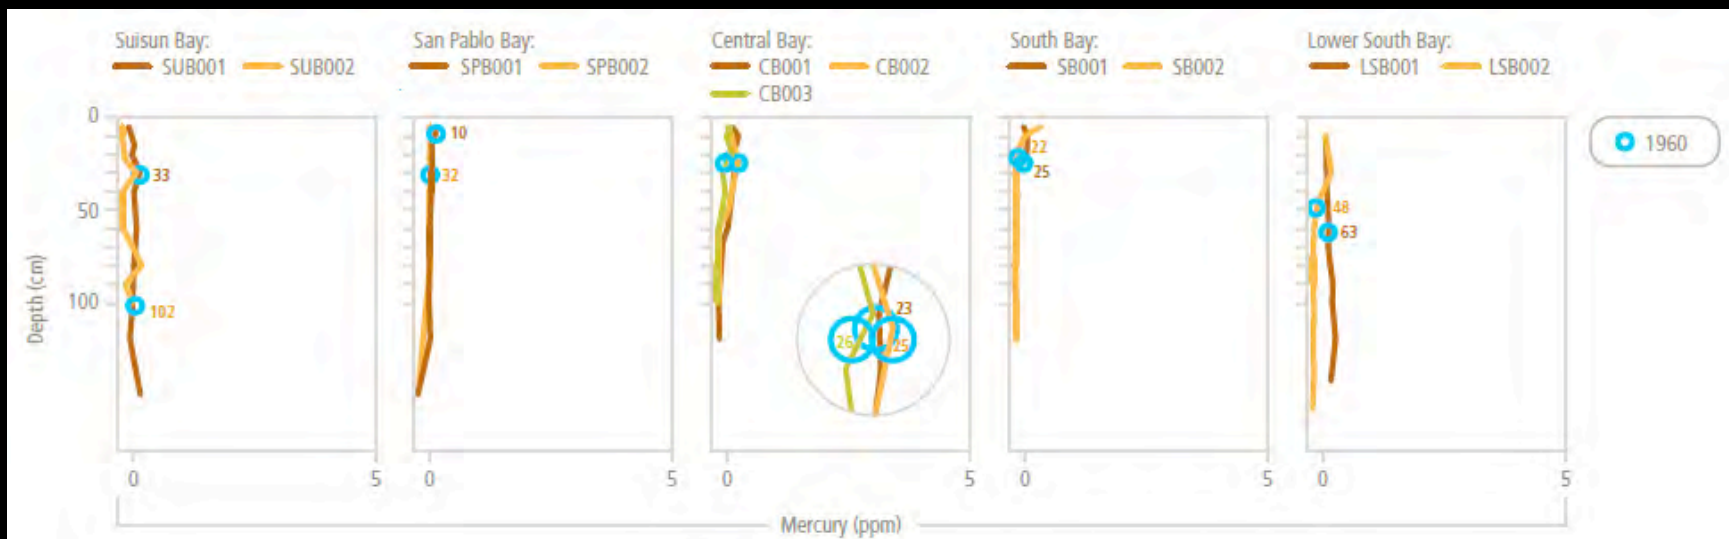 Suisun Bay:
SUB001 SUB002
San Pablo Bay:
SPB001 SPB002
Central Bay:
CB001 CB002
CB003
South Bay:
SB001 SB002
Lower South Bay:
LSB001 LSB002
1960
Depth (cm)
0
50
100
33
102
10
32
23
26
25
22
25
48
63
0 5
0 5
0 5
0 5
0 5
Mercury (ppm)